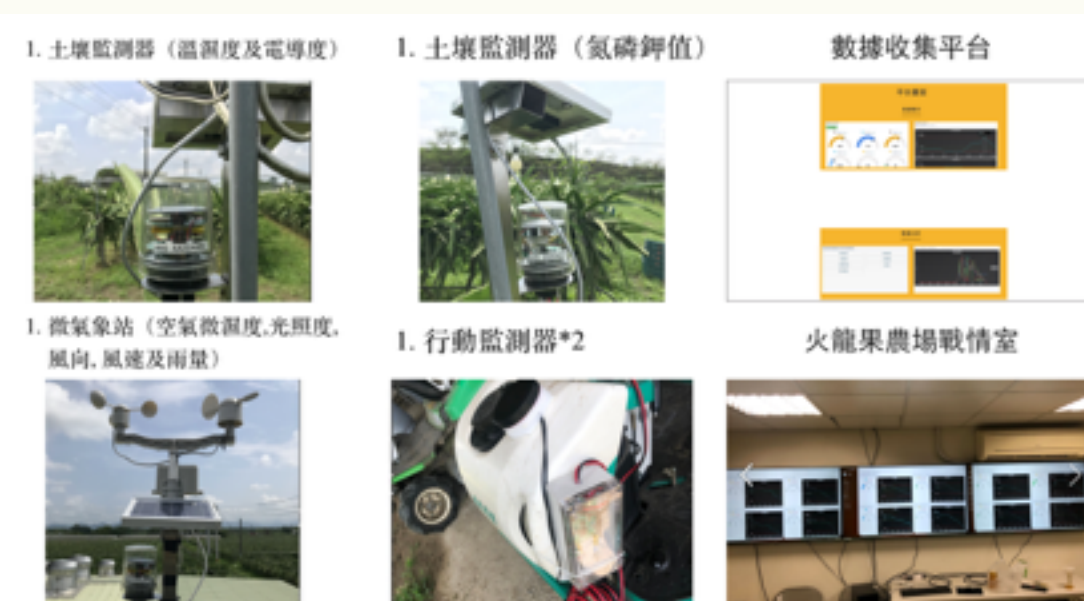 1. 土壤監測器（溫濕度及電導度）
1. 土壤監測器（氮磷鉀值）
數據收集平台
1. 微氣象站（空氣微濕度,光照度,
風向,風速及雨量）
1. 行動監測器*2
火龍果農場戰情室